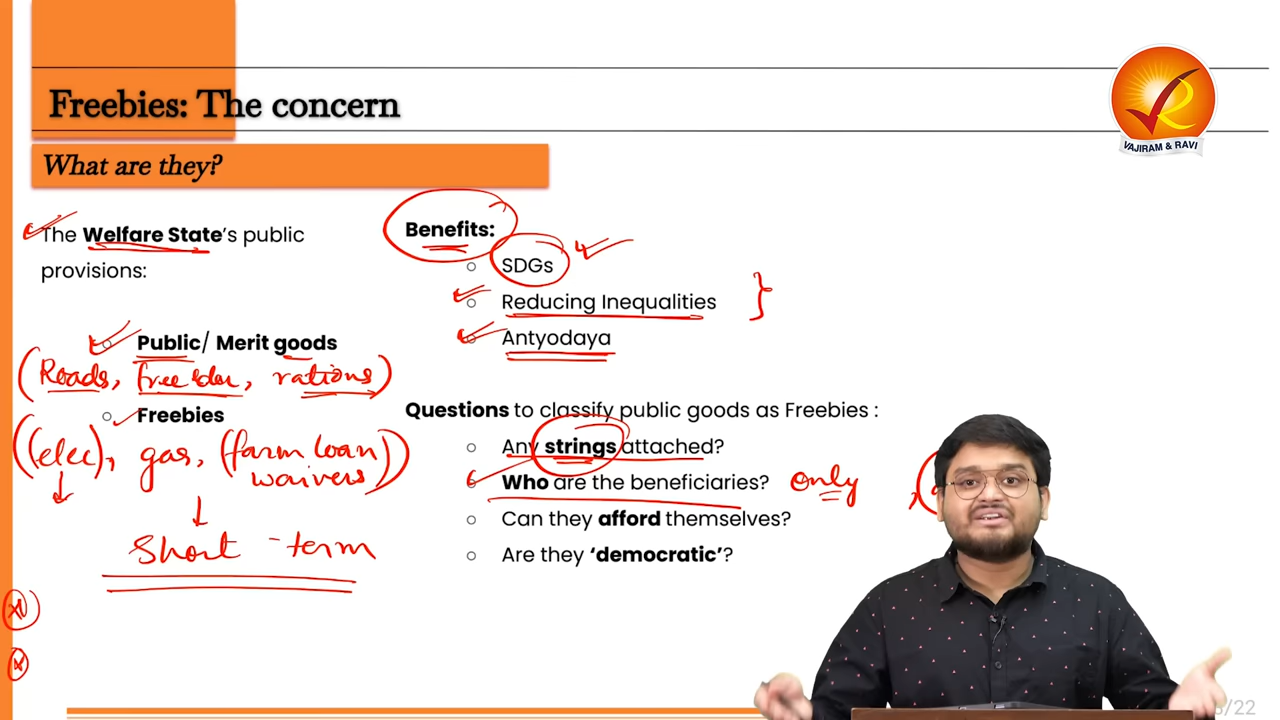 Freebies: The concern
VAJIRAM & RAVI
What are they?
The Welfare State's public
provisions:
Public/ Merit goods
(Roads, free edu, rations)
Freebies
((elec), gas, (farm loan
waivers))
Short-term
Benefits:
SDGs
Reducing Inequalities
Antyodaya
Questions to classify public goods as Freebies :
Any strings attached?
Who are the beneficiaries? only
Can they afford themselves?
Are they 'democratic'?
/22